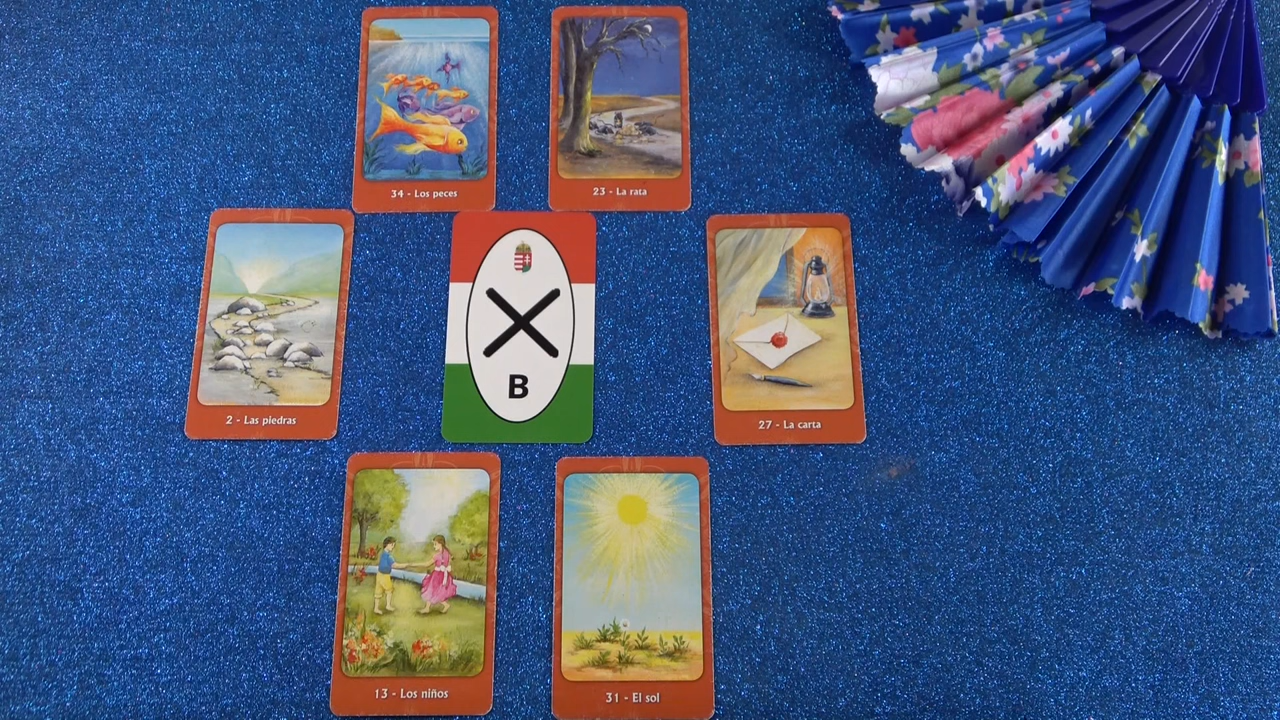 34 - Los peces
23 - La rata
2 - Las piedras
B
27 - La carta
13 - Los niños
31 - El sol